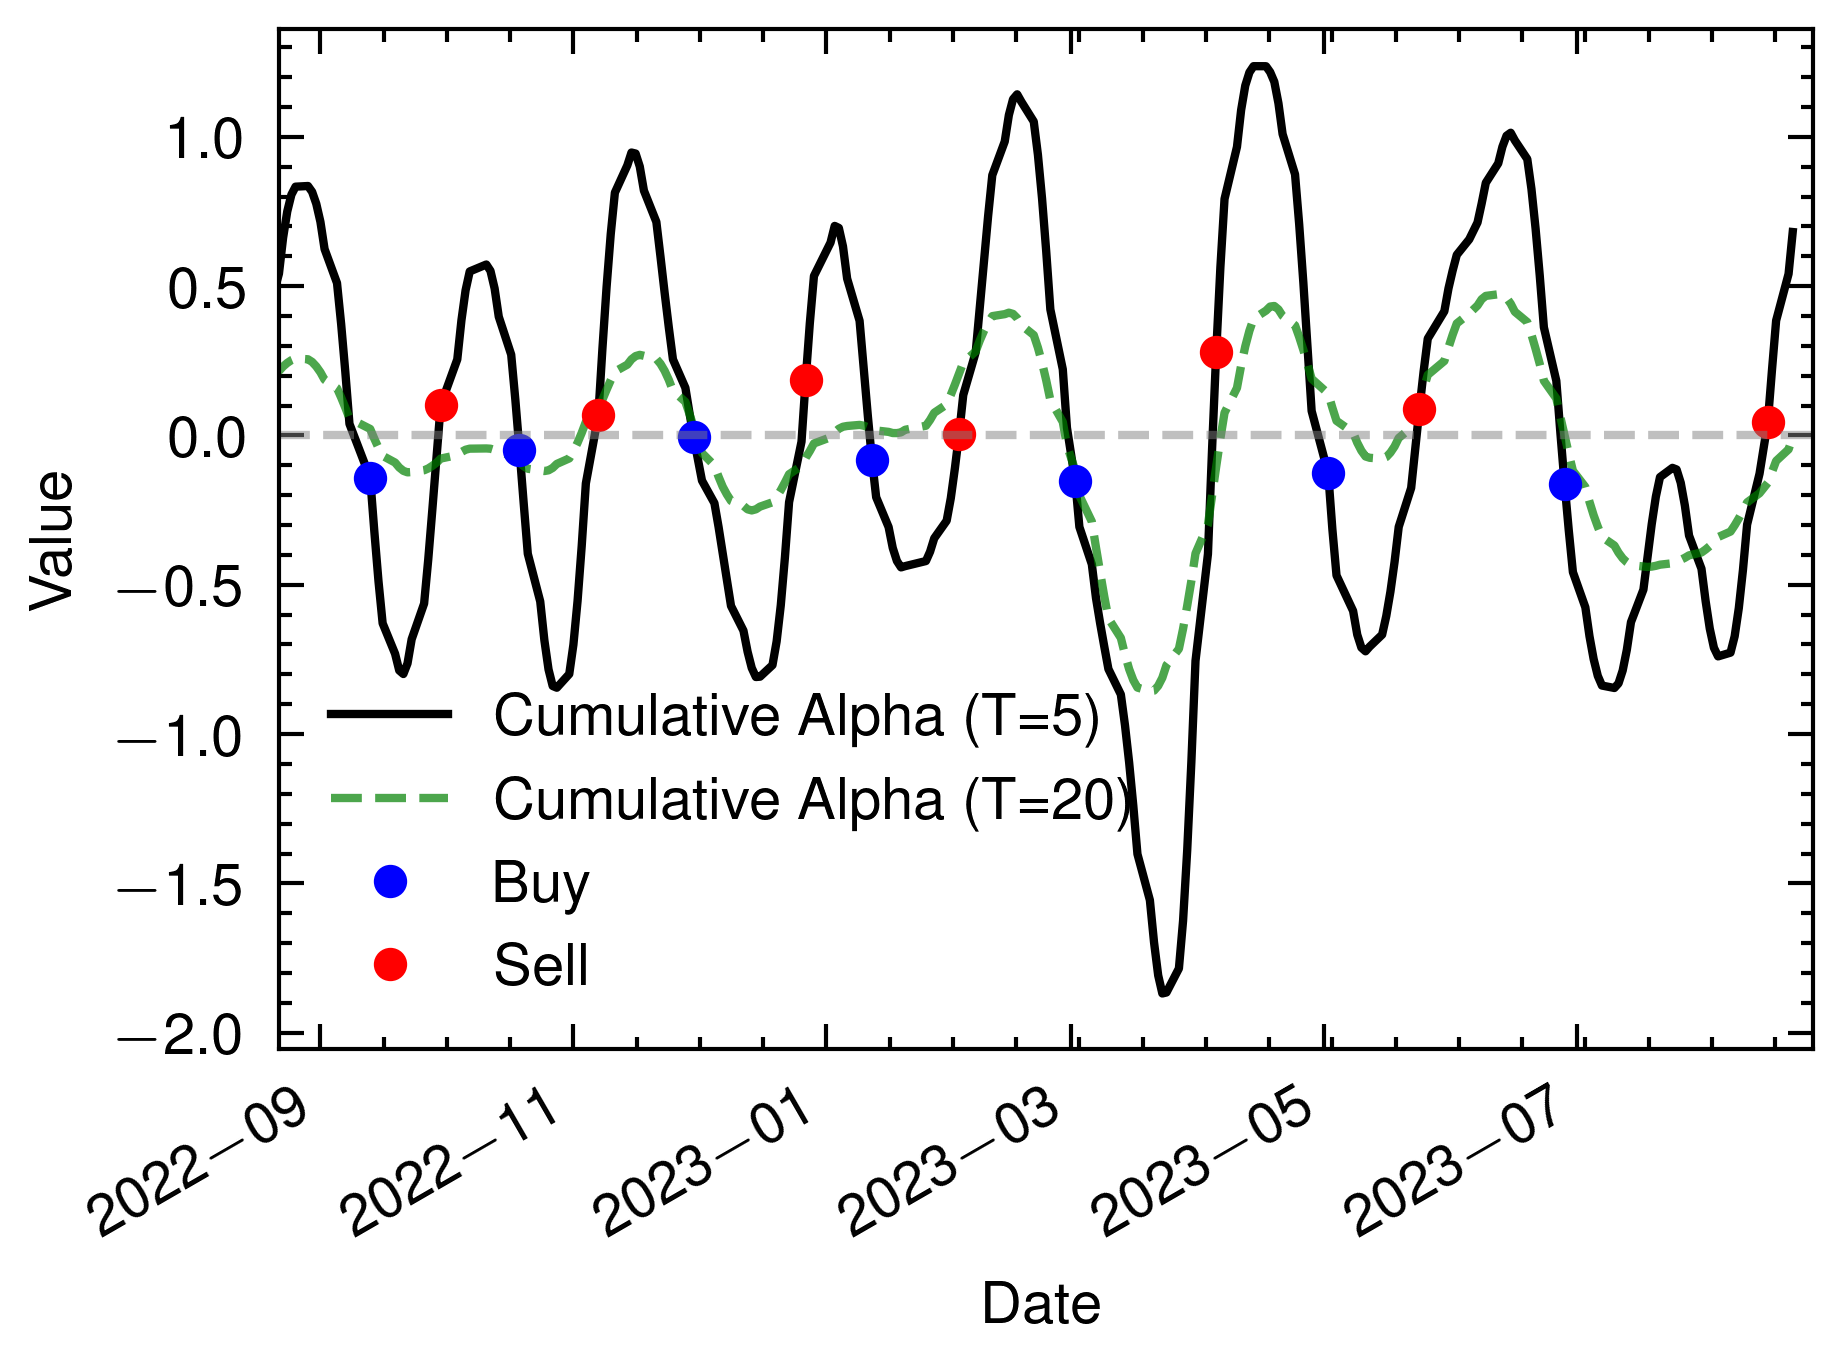 1.0
0.5
0.0
−0.5
−1.0
−1.5
−2.0
Value
Cumulative Alpha (T=5)
Cumulative Alpha (T=20)
Buy
Sell
2022−09
2022−11
2023−01
2023−03
2023−05
2023−07
Date